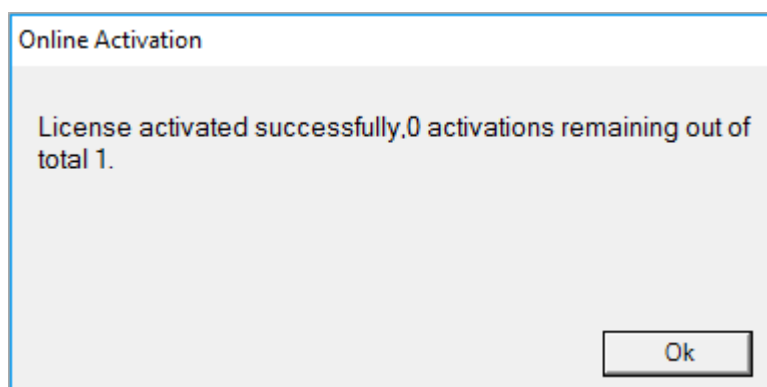 Online Activation
License activated successfully,0 activations remaining out of
total 1.
Ok